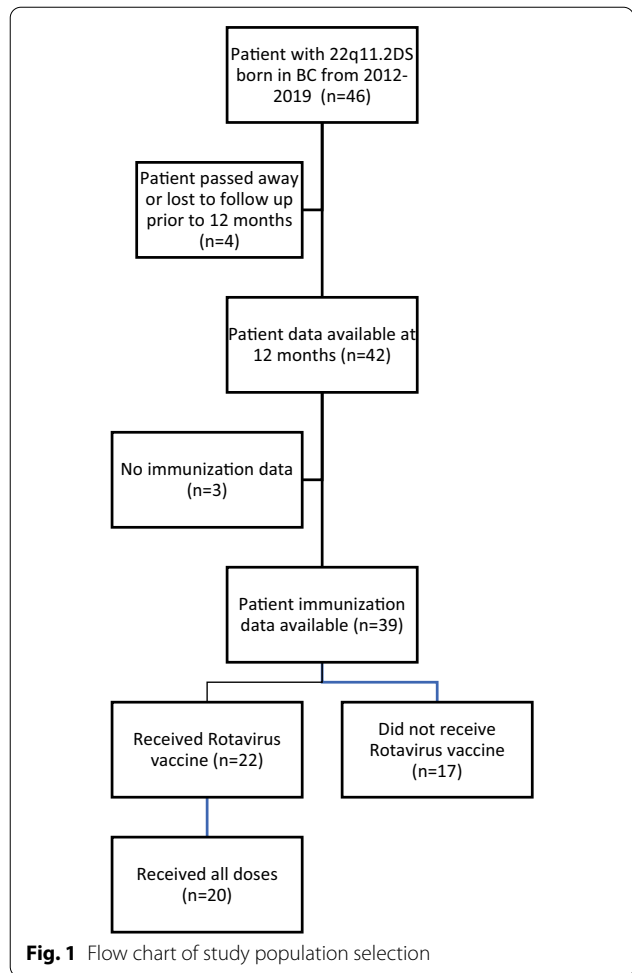 Patient with 22q11.2DS
born in BC from 2012-
2019 (n=46)
Patient passed away
or lost to follow up
prior to 12 months
(n=4)
Patient data available at
12 months (n=42)
No immunization data
(n=3)
Patient immunization
data available (n=39)
Received Rotavirus
vaccine (n=22)
Did not receive
Rotavirus vaccine
(n=17)
Received all doses
(n=20)
Fig. 1 Flow chart of study population selection